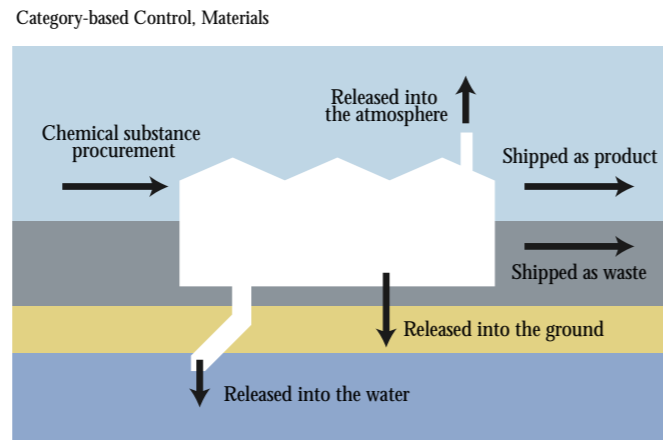 Category-based Control, Materials
Released into
the atmosphere
Chemical substance
procurement
Shipped as product
Shipped as waste
Released into the ground
Released into the water